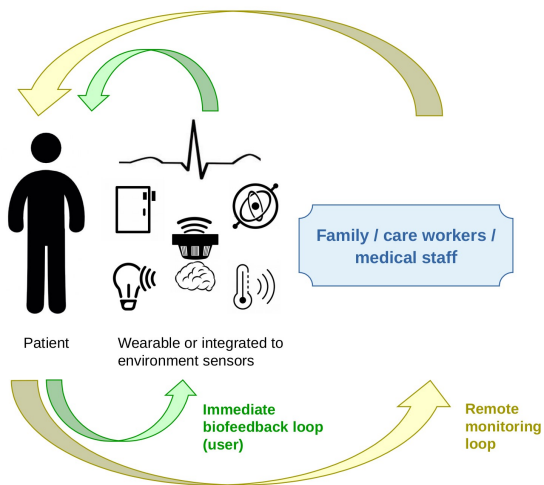 Family / care workers /
medical staff
Patient
Wearable or integrated to
environment sensors
Immediate
biofeedback loop
(user)
Remote
monitoring
loop